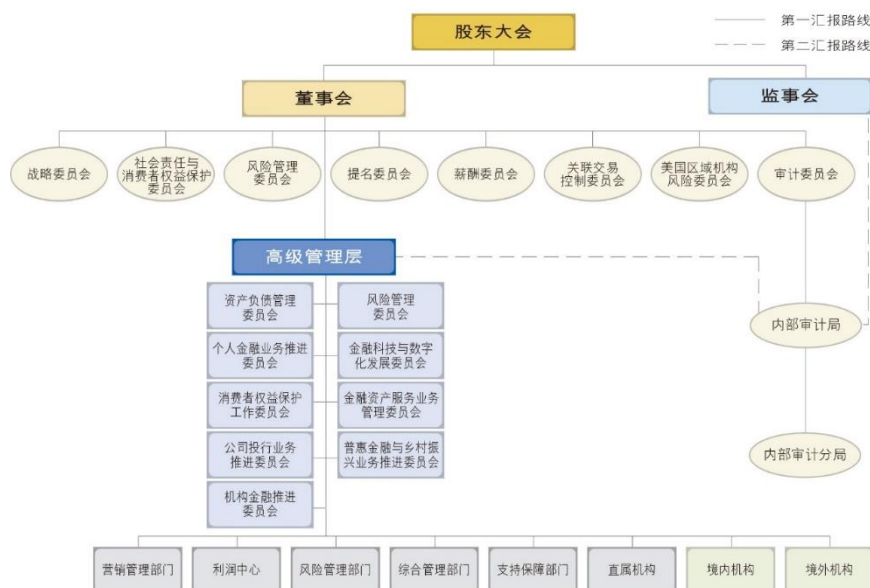 股东大会
第一汇报路线
第二汇报路线
董事会
监事会
战略委员会
社会责任与
消费者权益保护
委员会
风险管理
委员会
提名委员会
薪酬委员会
关联交易
控制委员会
美国区域机构
风险委员会
审计委员会
高级管理层
资产负债管理
委员会
风险管理
委员会
个人金融业务推进
委员会
金融科技与数字
化发展委员会
消费者权益保护
工作委员会
金融资产服务业务
管理委员会
公司投行业务
推进委员会
普惠金融与乡村振
兴业务推进委员会
机构金融推进
委员会
内部审计局
内部审计分局
营销管理部门
利润中心
风险管理部门
综合管理部门
支持保障部门
直属机构
境内机构
境外机构